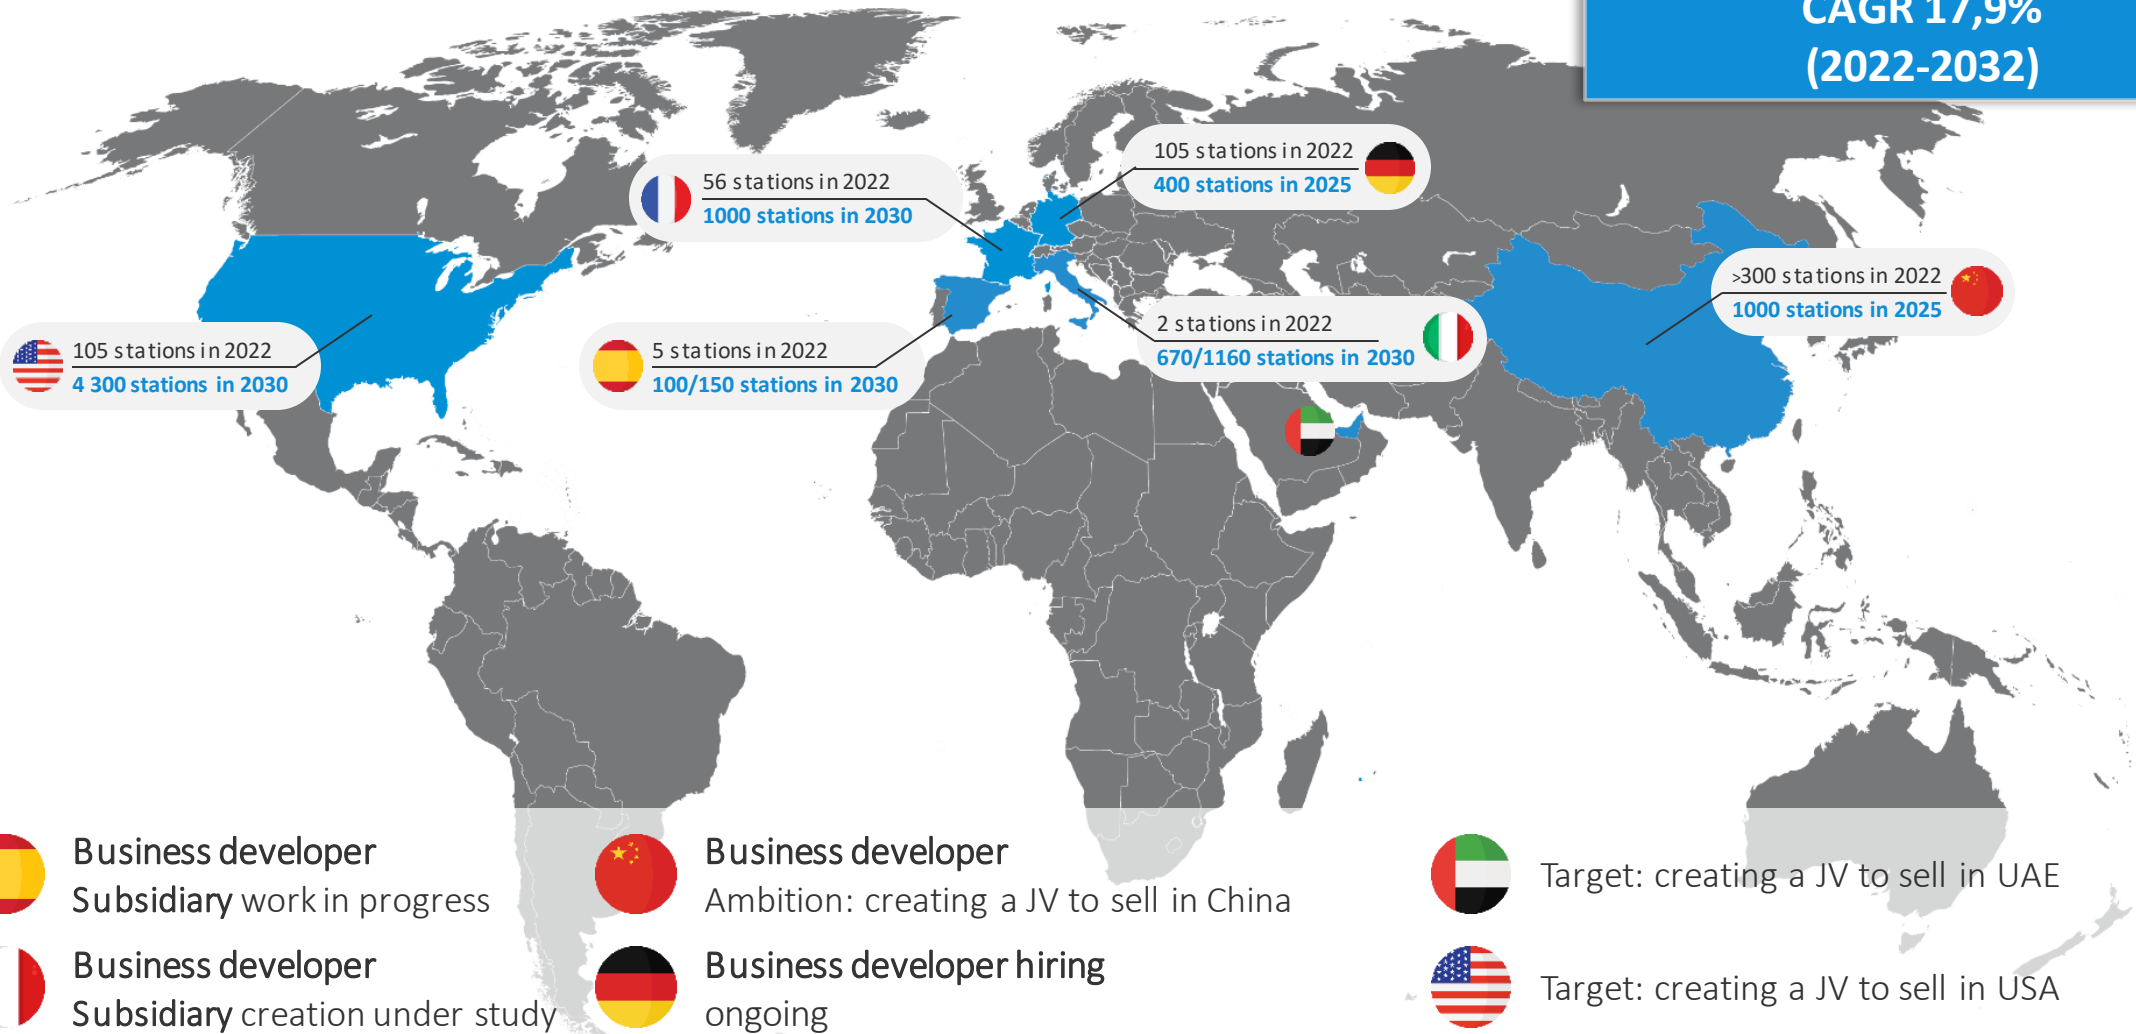 CAGR 17,9%
(2022-2032)
105 stations in 2022
400 stations in 2025
56 stations in 2022
1000 stations in 2030
>300 stations in 2022
1000 stations in 2025
2 stations in 2022
670/1160 stations in 2030
105 stations in 2022
4 300 stations in 2030
5 stations in 2022
100/150 stations in 2030
Business developer
Subsidiary work in progress
Business developer
Ambition: creating a JV to sell in China
Target: creating a JV to sell in UAE
Business developer
Subsidiary creation under study
Business developer hiring
ongoing
Target: creating a JV to sell in USA